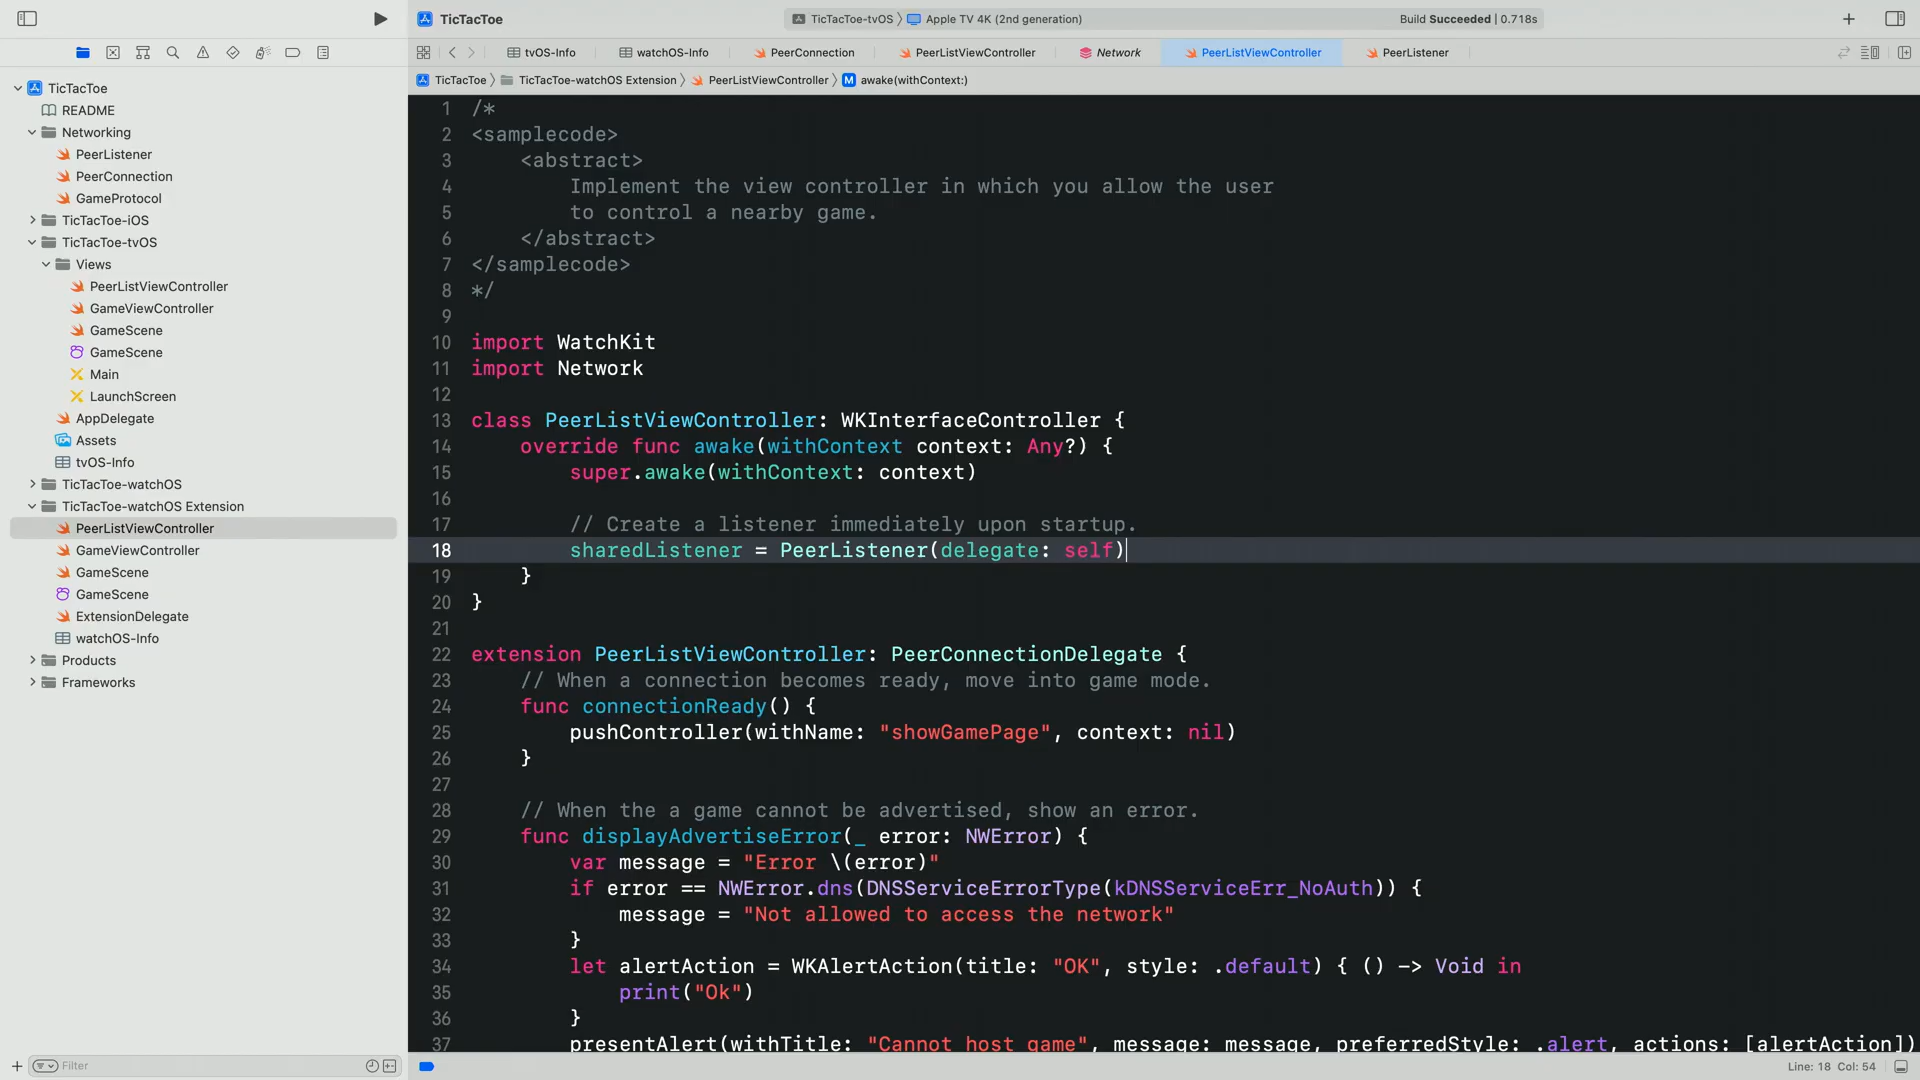 TicTacToe
TicTacToe-tvOS 〉 Apple TV 4K (2nd generation)
Build Succeeded | 0.718s
tvOS-Info
watchOS-Info
PeerConnection
PeerListViewController
Network
PeerListViewController
PeerListener
TicTacToe 〉 TicTacToe-watchOS Extension 〉 PeerListViewController 〉 M awake(withContext:)
TicTacToe
README
Networking
PeerListener
PeerConnection
GameProtocol
TicTacToe-iOS
TicTacToe-tvOS
Views
PeerListViewController
GameViewController
GameScene
GameScene
Main
LaunchScreen
AppDelegate
Assets
tvOS-Info
TicTacToe-watchOS
TicTacToe-watchOS Extension
PeerListViewController
GameViewController
GameScene
GameScene
ExtensionDelegate
watchOS-Info
Products
Frameworks
Filter
1 /*
2 <samplecode>
3 <abstract>
4 Implement the view controller in which you allow the user
5 to control a nearby game.
6 </abstract>
7 </samplecode>
8 */
9
10 import WatchKit
11 import Network
12
13 class PeerListViewController: WKInterfaceController {
14 override func awake(withContext context: Any?) {
15 super.awake(withContext: context)
16
17 // Create a listener immediately upon startup.
18 sharedListener = PeerListener(delegate: self)
19 }
20 }
21
22 extension PeerListViewController: PeerConnectionDelegate {
23 // When a connection becomes ready, move into game mode.
24 func connectionReady() {
25 pushController(withName: "showGamePage", context: nil)
26 }
27
28 // When the a game cannot be advertised, show an error.
29 func displayAdvertiseError(_ error: NWError) {
30 var message = "Error \(error)"
31 if error == NWError.dns(DNSServiceErrorType(kDNSServiceErr_NoAuth)) {
32 message = "Not allowed to access the network"
33 }
34 let alertAction = WKAlertAction(title: "OK", style: .default) { () -> Void in
35 print("Ok")
36 }
37 presentAlert(withTitle: "Cannot host game", message: message, preferredStyle: .alert, actions: [alertAction])
Line: 18 Col: 54